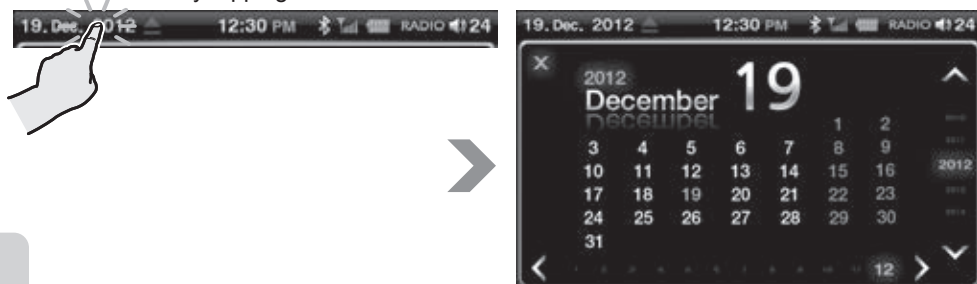 19. Dec. 2012 12:30 PM RADIO 24
19. Dec. 2012 12:30 PM RADIO 24
2012
December 19
1 2
3 4 5 6 7 8 9
10 11 12 13 14 15 16
2012
17 18 19 20 21 22 23
24 25 26 27 28 29 30
31
12